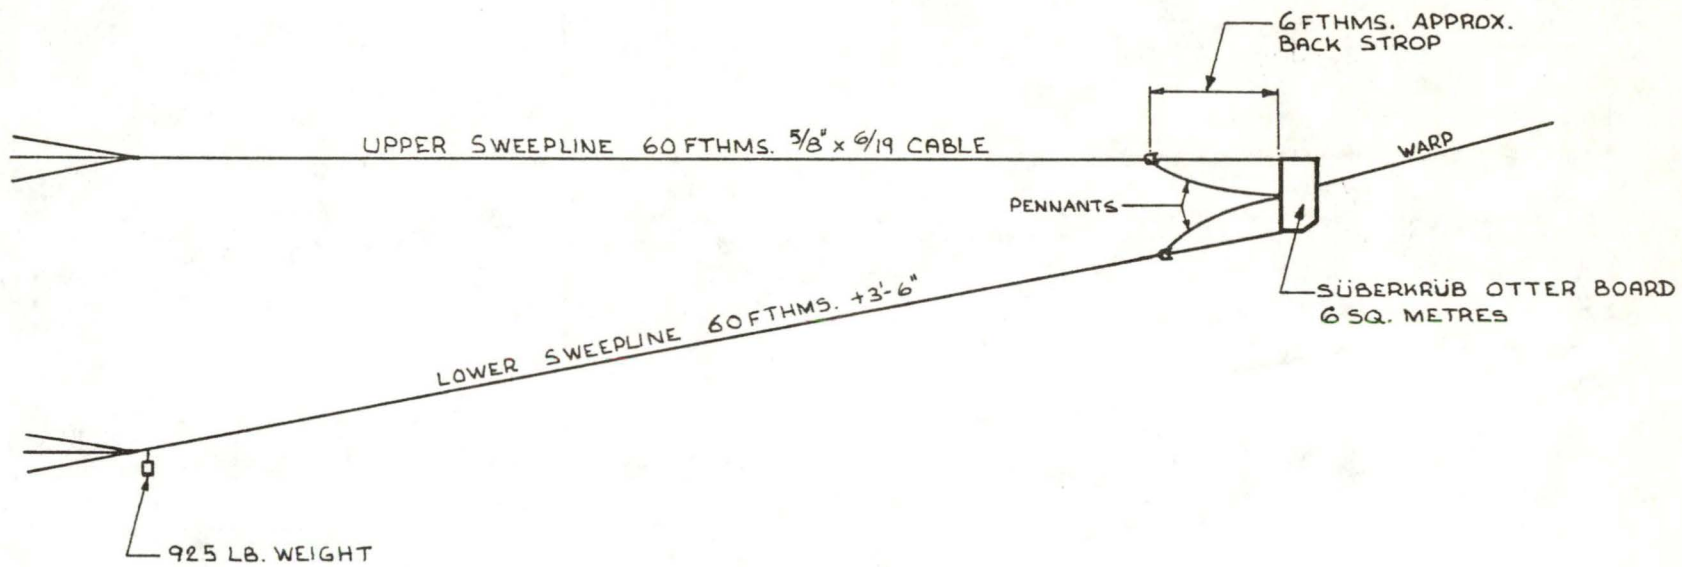 6 FTHMS. APPROX.
BACK STROP
UPPER SWEEPLINE 60 FTHMS. 5/8" x 6/19 CABLE
WARP
PENNANTS
SÜBERKRÜB OTTER BOARD
6 SQ. METRES
LOWER SWEEPLINE 60 FTHMS. +3'-6"
925 LB. WEIGHT